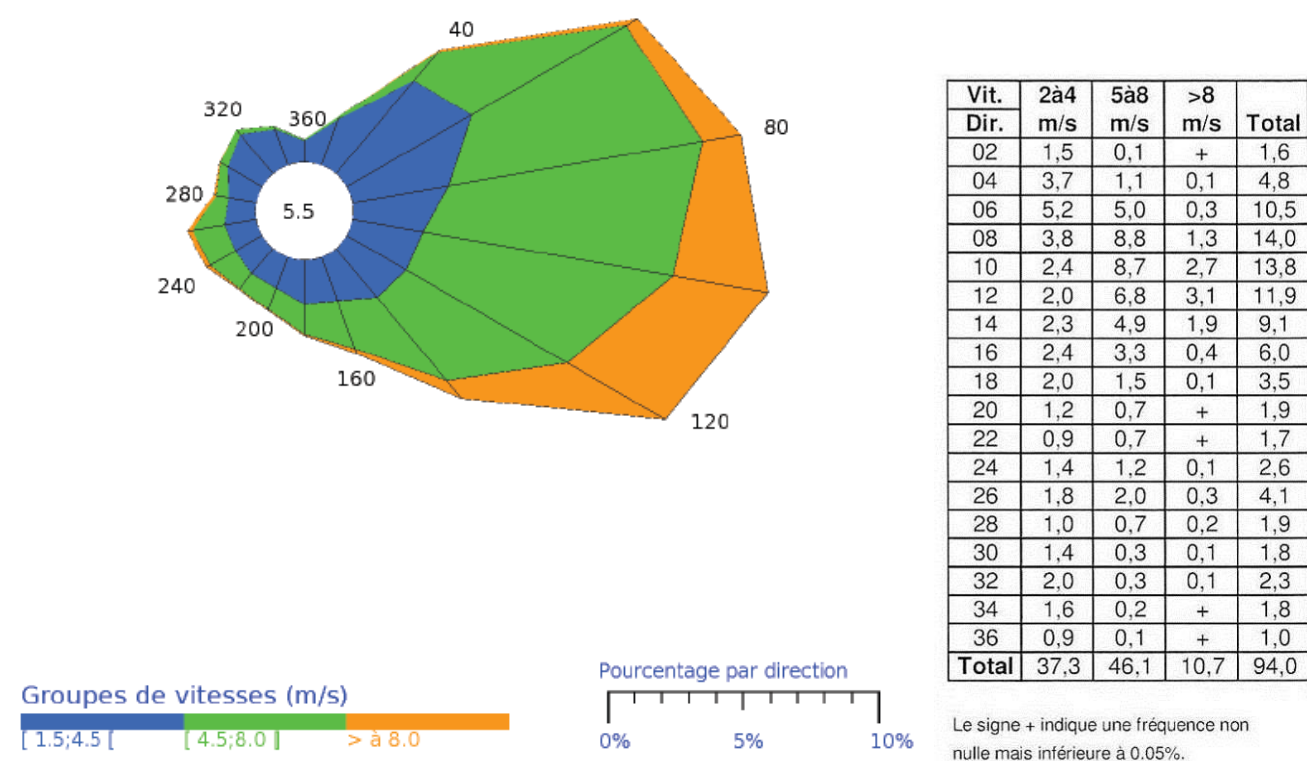 40
320
360
80
280
5.5
240
200
160
120
Groupes de vitesses (m/s)
[ 1.5;4.5 [
[ 4.5;8.0 ]
> à 8.0
Pourcentage par direction
0%
5%
10%
Vit. 2à4 5à8 >8
Dir. m/s m/s m/s Total
02 1,5 0,1 + 1,6
04 3,7 1,1 0,1 4,8
06 5,2 5,0 0,3 10,5
08 3,8 8,8 1,3 14,0
10 2,4 8,7 2,7 13,8
12 2,0 6,8 3,1 11,9
14 2,3 4,9 1,9 9,1
16 2,4 3,3 0,4 6,0
18 2,0 1,5 0,1 3,5
20 1,2 0,7 + 1,9
22 0,9 0,7 + 1,7
24 1,4 1,2 0,1 2,6
26 1,8 2,0 0,3 4,1
28 1,0 0,7 0,2 1,9
30 1,4 0,3 0,1 1,8
32 2,0 0,3 0,1 2,3
34 1,6 0,2 + 1,8
36 0,9 0,1 + 1,0
Total 37,3 46,1 10,7 94,0
Le signe + indique une fréquence non
nulle mais inférieure à 0.05%.